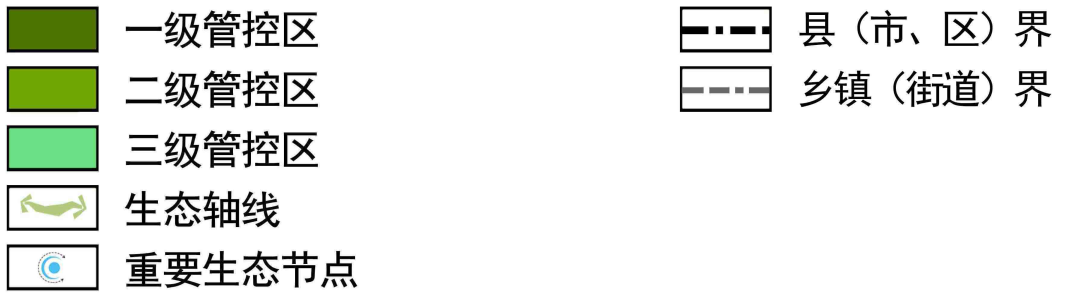 一级管控区
二级管控区
三级管控区
生态轴线
重要生态节点
县（市、区）界
乡镇（街道）界